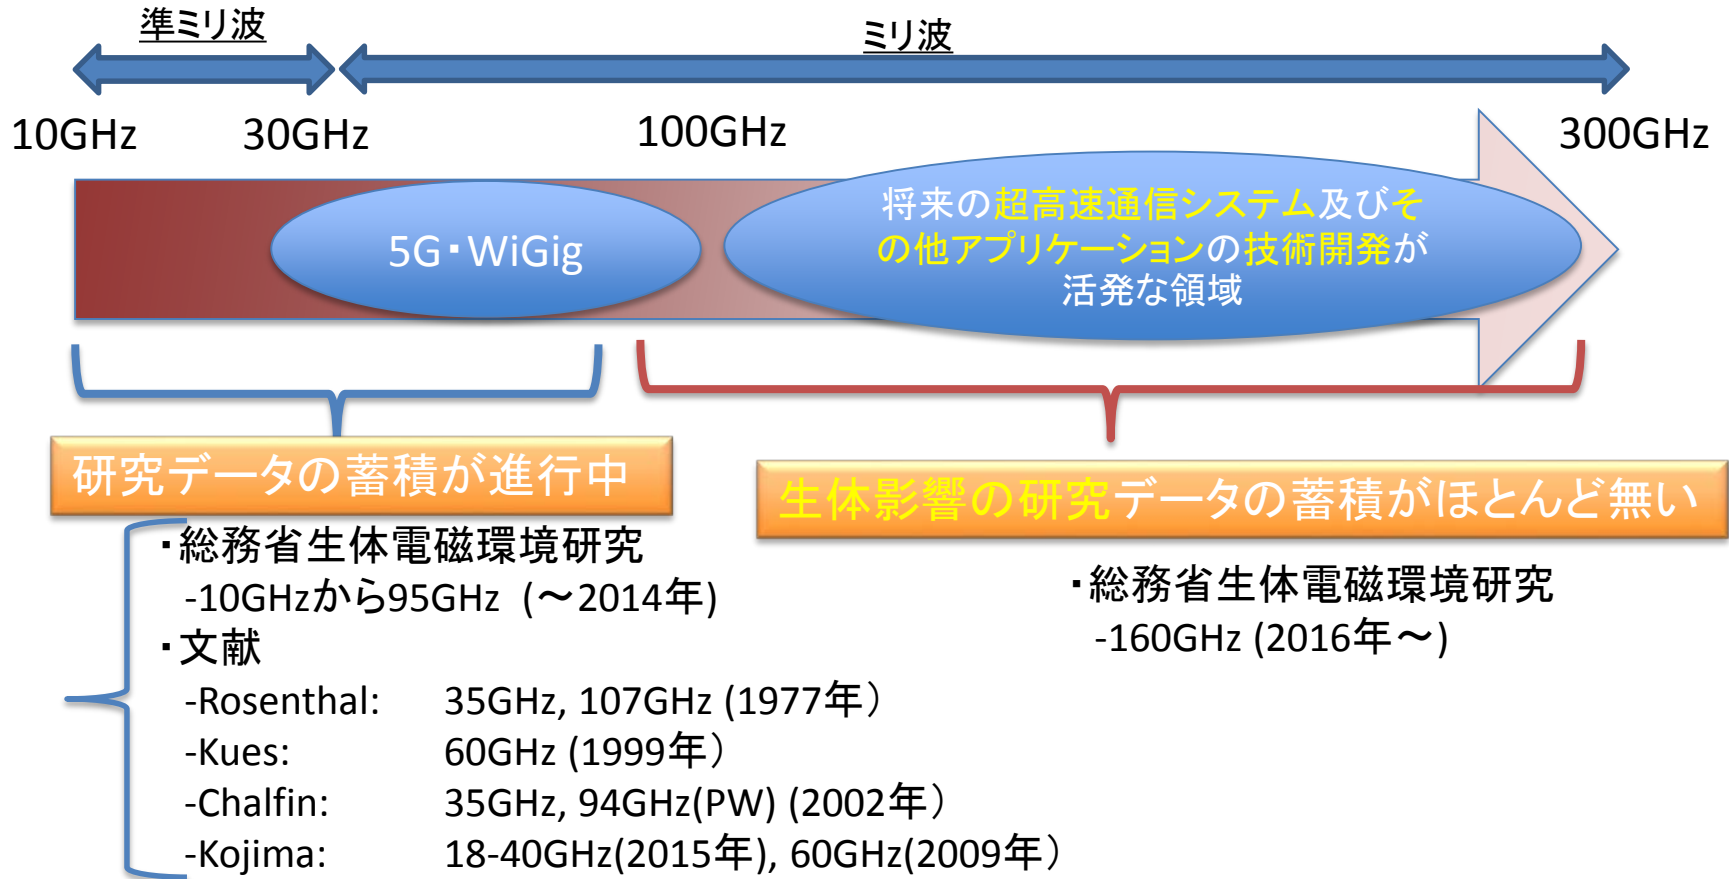 準ミリ波
ミリ波
10GHz
30GHz
100GHz
300GHz
5G・WiGig
将来の超高速通信システム及びそ
の他アプリケーションの技術開発が
活発な領域
研究データの蓄積が進行中
生体影響の研究データの蓄積がほとんど無い
・総務省生体電磁環境研究
-10GHzから95GHz (～2014年)
・文献
-Rosenthal: 35GHz, 107GHz (1977年）
-Kues: 60GHz (1999年）
-Chalfin: 35GHz, 94GHz(PW) (2002年）
-Kojima: 18-40GHz(2015年), 60GHz(2009年）
・総務省生体電磁環境研究
-160GHz (2016年～)